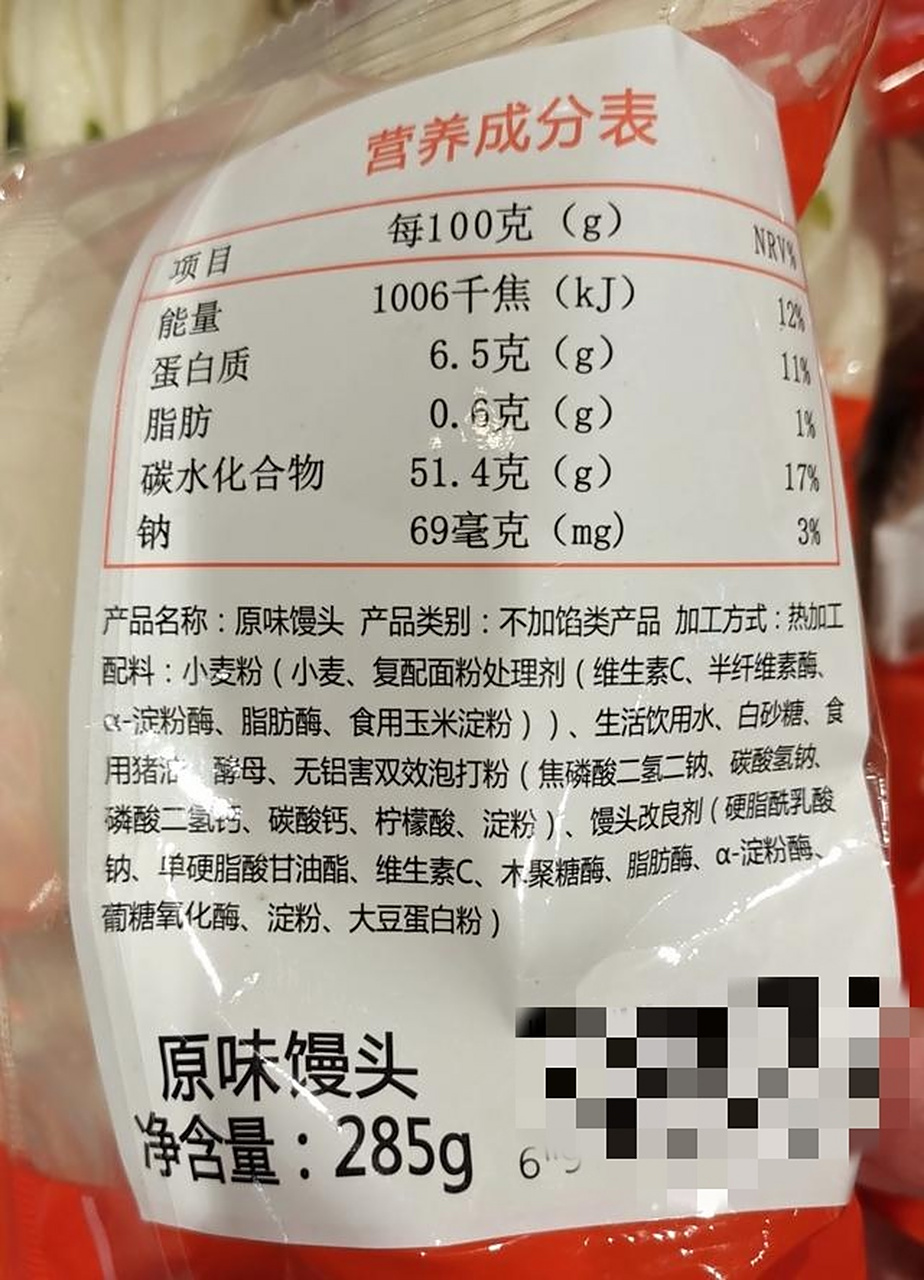 营养成分表
项目 每100克（g） NRV%
能量 1006千焦（kJ） 12%
蛋白质 6.5克（g） 11%
脂肪 0.6克（g） 1%
碳水化合物 51.4克（g） 17%
钠 69毫克（mg） 3%
产品名称：原味馒头 产品类别：不加馅类产品 加工方式：热加工
配料：小麦粉（小麦、复配面粉处理剂（维生素C、半纤维素酶、
α-淀粉酶、脂肪酶、食用玉米淀粉））、生活饮用水、白砂糖、食
用猪油、酵母、无铝害双效泡打粉（焦磷酸二氢二钠、碳酸氢钠、
磷酸二氢钙、碳酸钙、柠檬酸、淀粉）、馒头改良剂（硬脂酰乳酸
钠、单硬脂酸甘油酯、维生素C、木聚糖酶、脂肪酶、α-淀粉酶、
葡糖氧化酶、淀粉、大豆蛋白粉）
原味馒头
净含量：285g